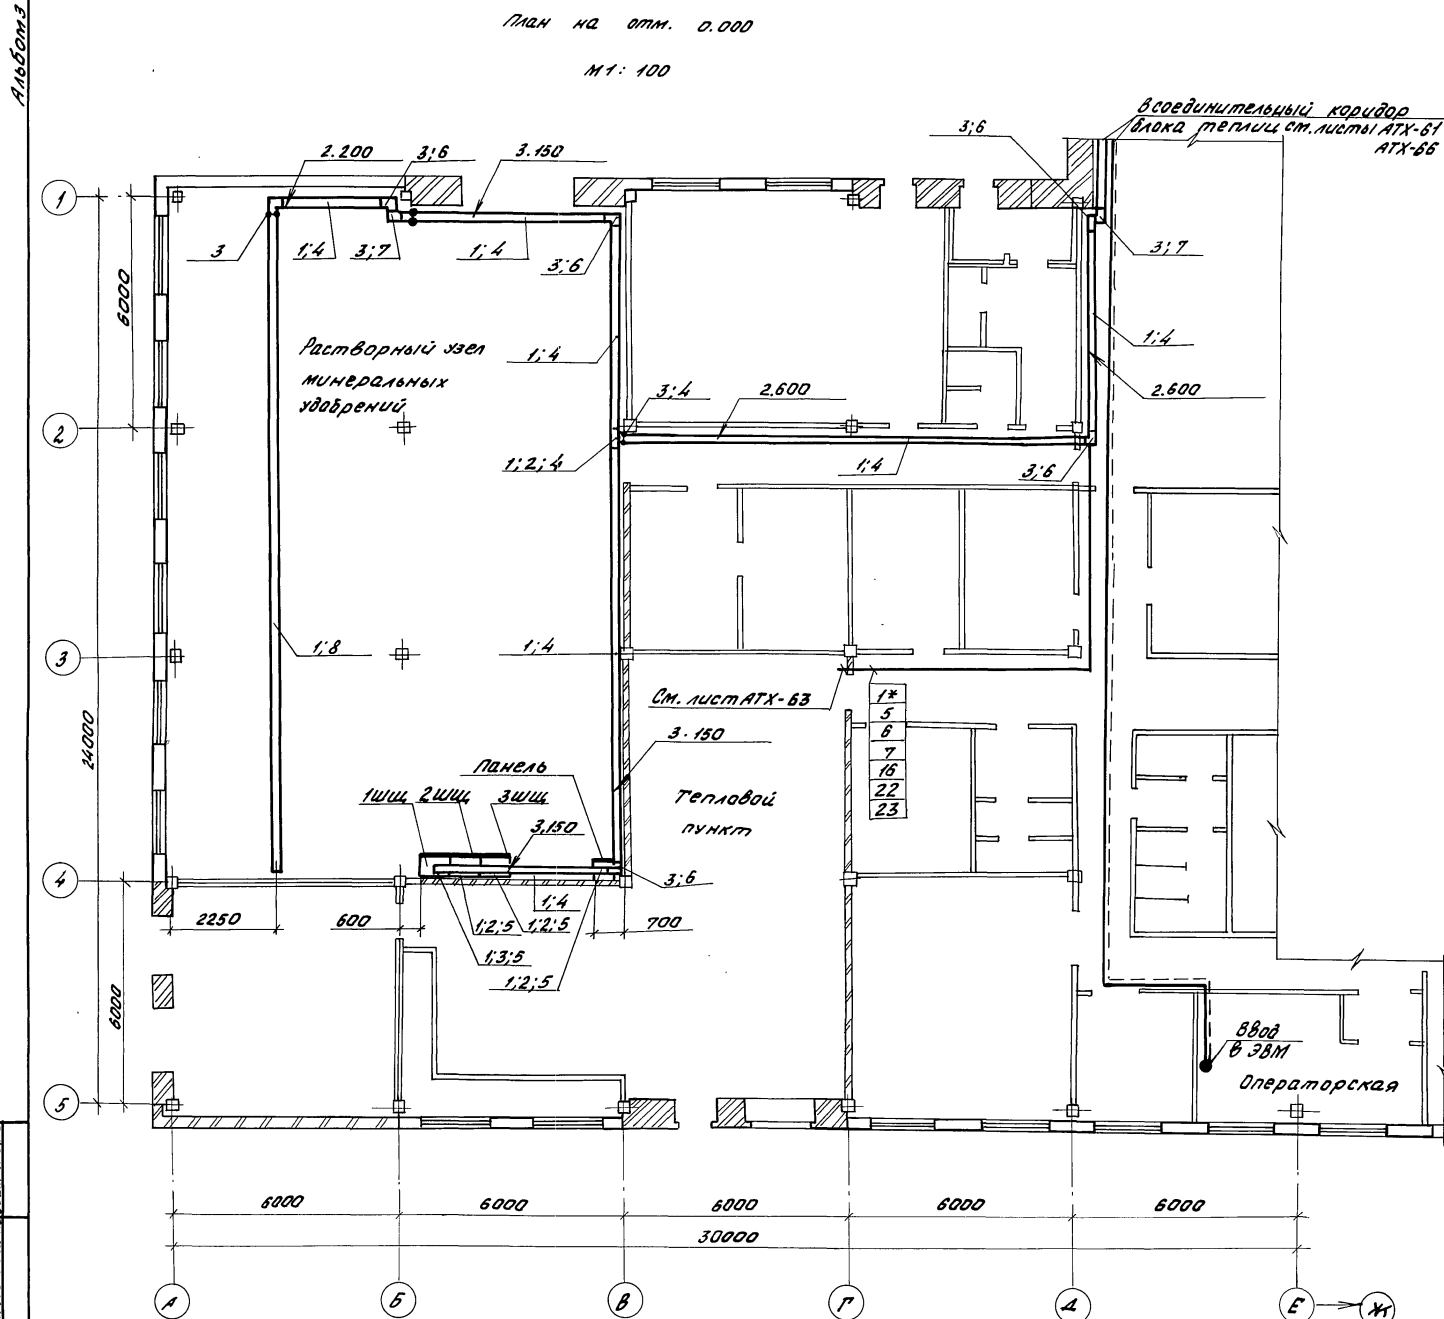 Альбом 3
План на отм. 0.000
М 1: 100
В соединительный коридор
блока теплиц см. листы АТХ-61
АТХ-66
3;6
2.200
3;6
3.150
1
3
1;4
3;7
1;4
3;6
3;7
6000
Растворный узел
минеральных
удобрений
1;4
1;4
3;4
2.600
2.600
2
1;2;4
1;4
3;6
3
1;8
1;4
См. лист АТХ-63
1*
5
6
7
16
22
23
24000
3.150
Панель
1ШЩ
2ШЩ
3ШЩ
3.150
Тепловой
пункт
4
3;6
1;4
2250
600
1;2;5
1;2;5
700
1;3;5
1;2;5
6000
Ввод
в ЭВМ
Операторская
5
6000
6000
6000
6000
6000
30000
А
Б
В
Г
Д
Е
Ж